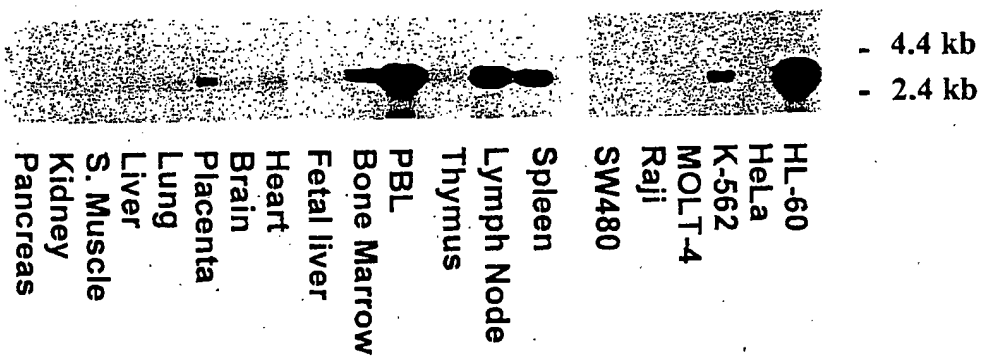 - 4.4 kb
- 2.4 kb
Pancreas
Kidney
S. Muscle
Liver
Lung
Placenta
Brain
Heart
Fetal liver
Bone Marrow
PBL
Thymus
Lymph Node
Spleen
SW480
Raji
MOLT-4
K-562
HeLa
HL-60